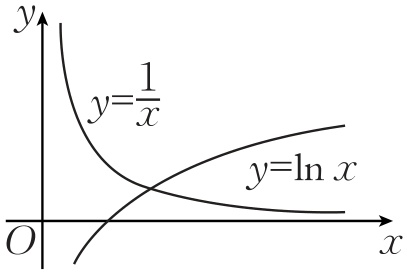 y
y=1/x
y=ln x
O
x